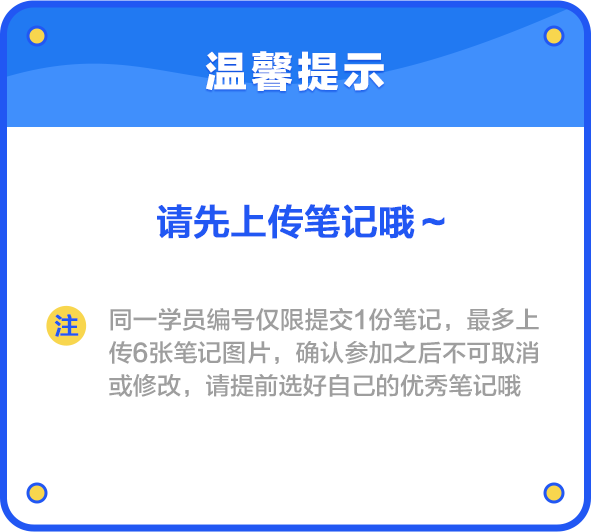 温馨提示
请先上传笔记哦~
注
同一学员编号仅限提交1份笔记，最多上
传6张笔记图片，确认参加之后不可取消
或修改，请提前选好自己的优秀笔记哦